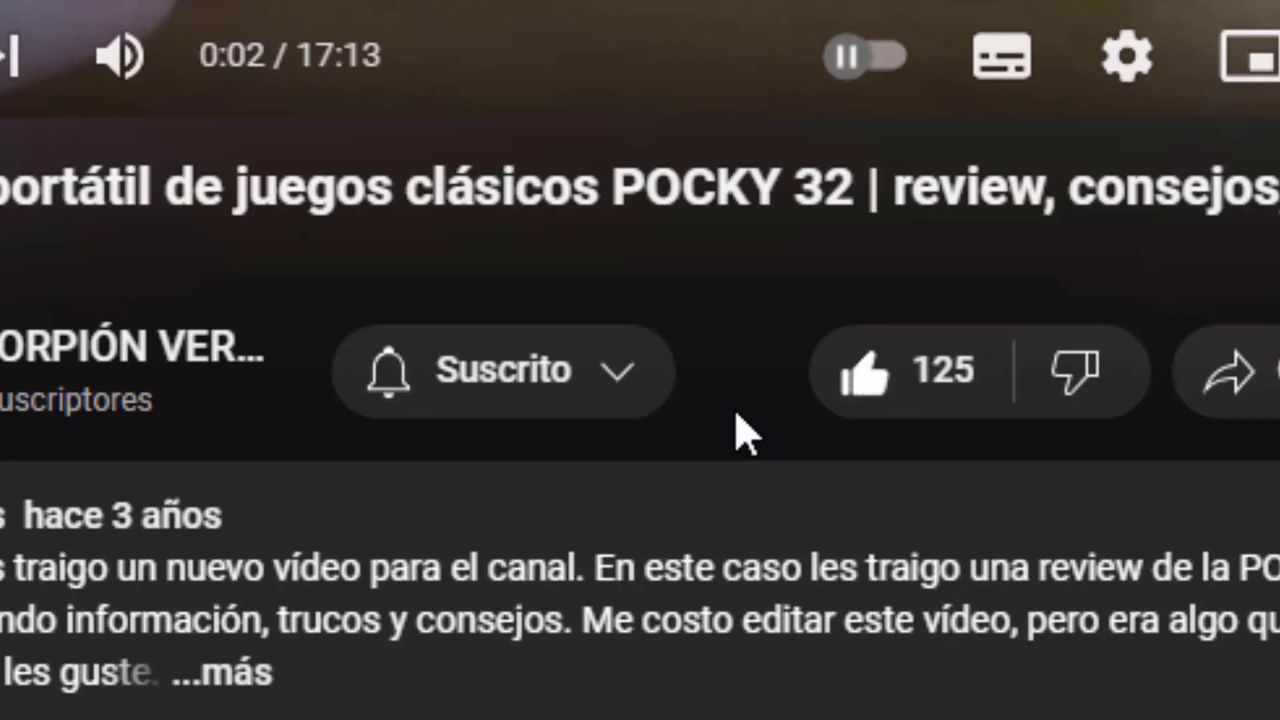 0:02 / 17:13
portátil de juegos clásicos POCKY 32 | review, consejos
ORPIÓN VER...
uscriptores
Suscrito
125
s hace 3 años
s traigo un nuevo vídeo para el canal. En este caso les traigo una review de la PO
ndo información, trucos y consejos. Me costo editar este vídeo, pero era algo qu
les guste. ...más